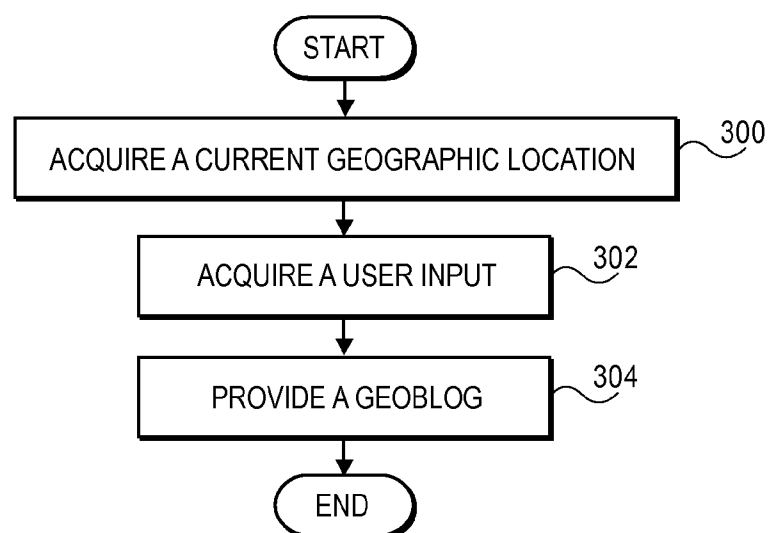 START
ACQUIRE A CURRENT GEOGRAPHIC LOCATION
300
ACQUIRE A USER INPUT
302
PROVIDE A GEOBLOG
304
END